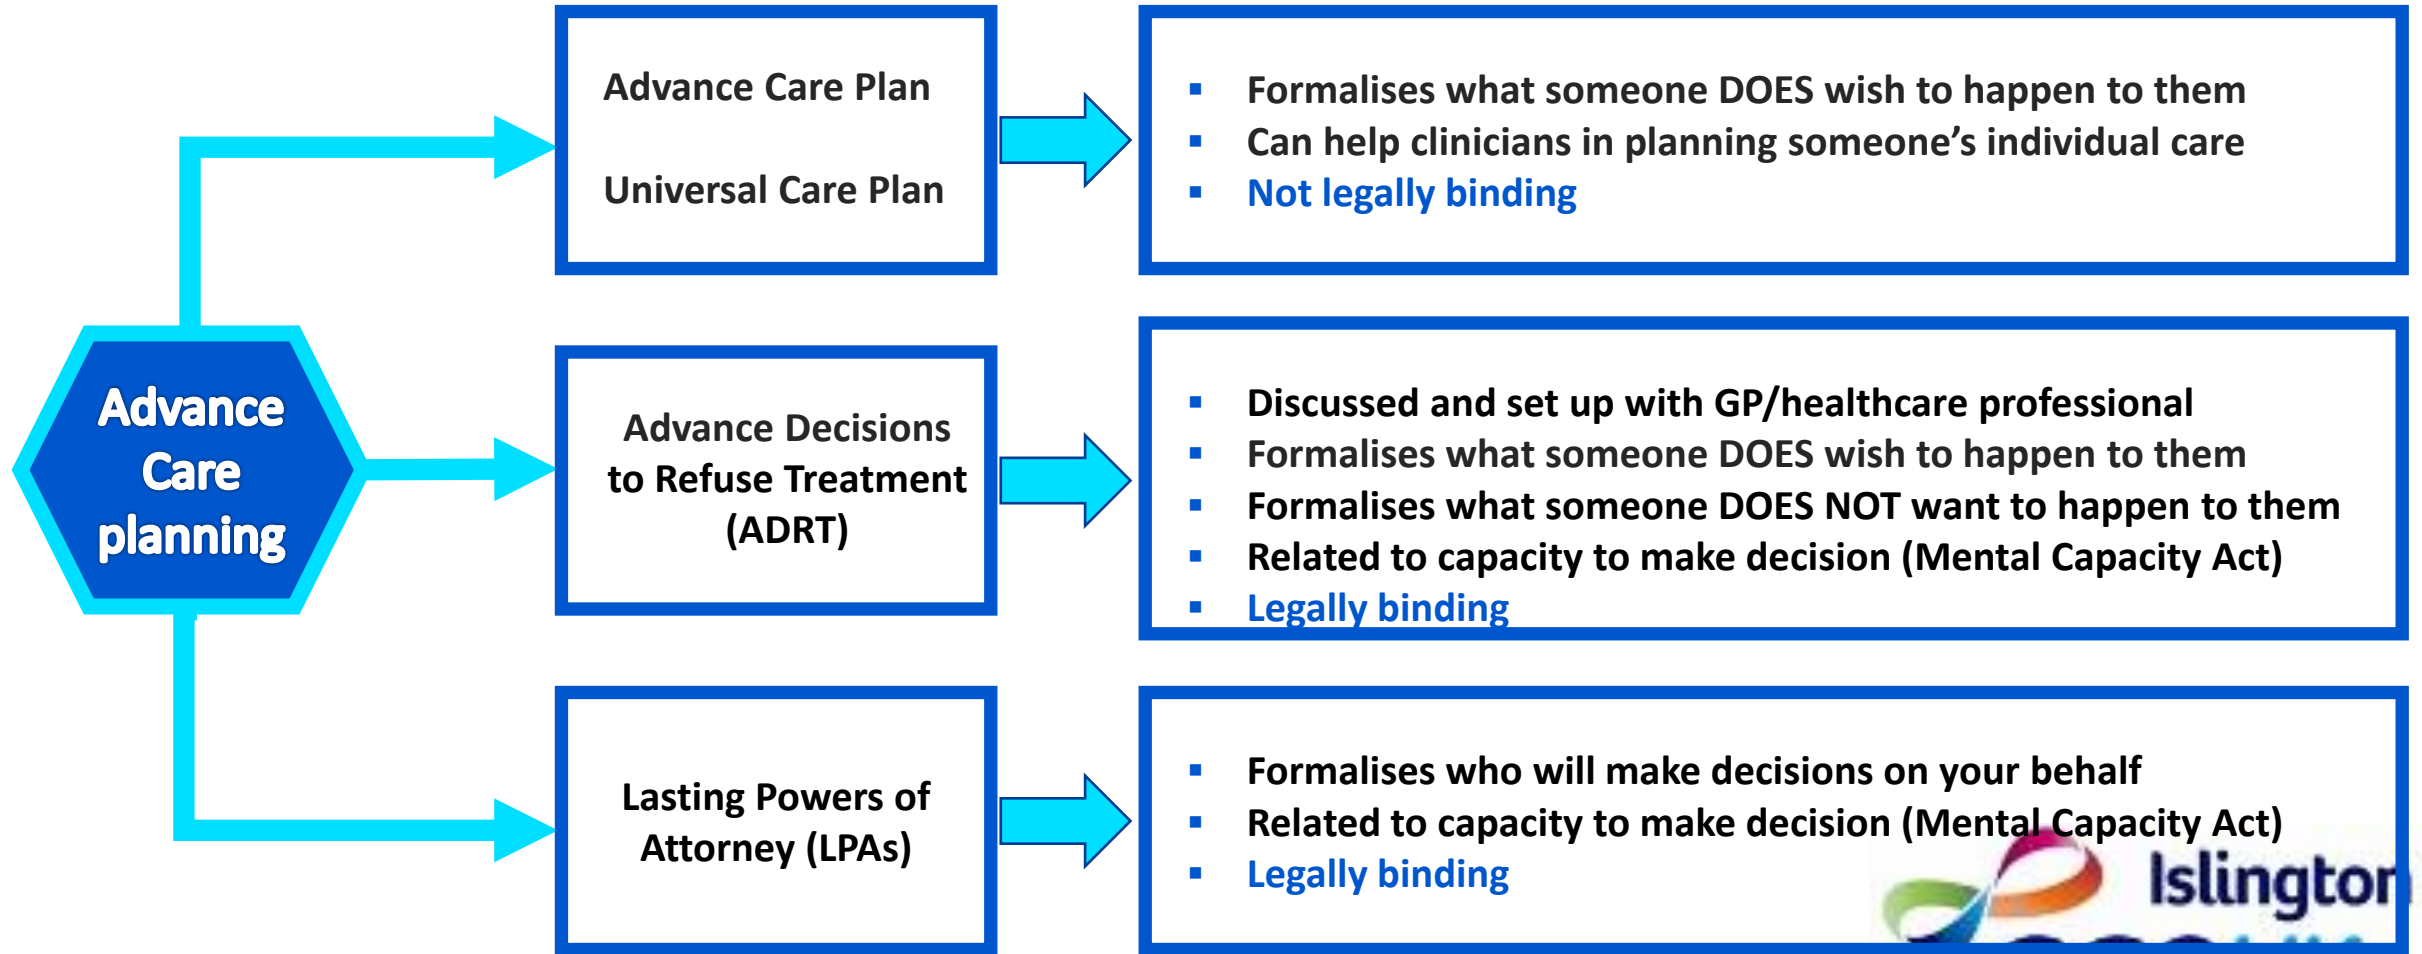 Advance
Care
planning
Advance Care Plan
Universal Care Plan
▪ Formalises what someone DOES wish to happen to them
▪ Can help clinicians in planning someone’s individual care
▪ Not legally binding
Advance Decisions
to Refuse Treatment
(ADRT)
▪ Discussed and set up with GP/healthcare professional
▪ Formalises what someone DOES wish to happen to them
▪ Formalises what someone DOES NOT want to happen to them
▪ Related to capacity to make decision (Mental Capacity Act)
▪ Legally binding
Lasting Powers of
Attorney (LPAs)
▪ Formalises who will make decisions on your behalf
▪ Related to capacity to make decision (Mental Capacity Act)
▪ Legally binding
Islington